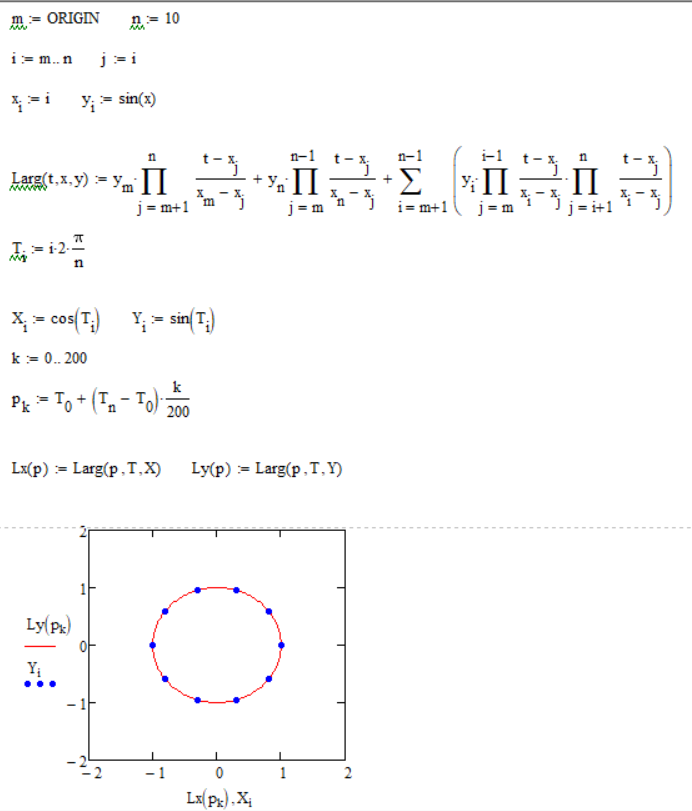 m := ORIGIN n := 10
i := m.. n j := i
x_i := i y_i := sin(x)
Larg(t,x,y) := y_m·∏_{j = m+1}^{n} (t − x_j)/(x_m − x_j) + y_n·∏_{j = m}^{n−1} (t − x_j)/(x_n − x_j) + ∑_{i = m+1}^{n−1} (y_i·∏_{j = m}^{i−1} (t − x_j)/(x_i − x_j)·∏_{j = i+1}^{n} (t − x_j)/(x_i − x_j))
T_i := i·2·π/n
X_i := cos(T_i) Y_i := sin(T_i)
k := 0.. 200
p_k := T_0 + (T_n − T_0)·k/200
Lx(p) := Larg(p,T,X) Ly(p) := Larg(p,T,Y)
2
1
Ly(p_k)
0
Y_i
−1
−2
−2 −1 0 1 2
Lx(p_k),X_i